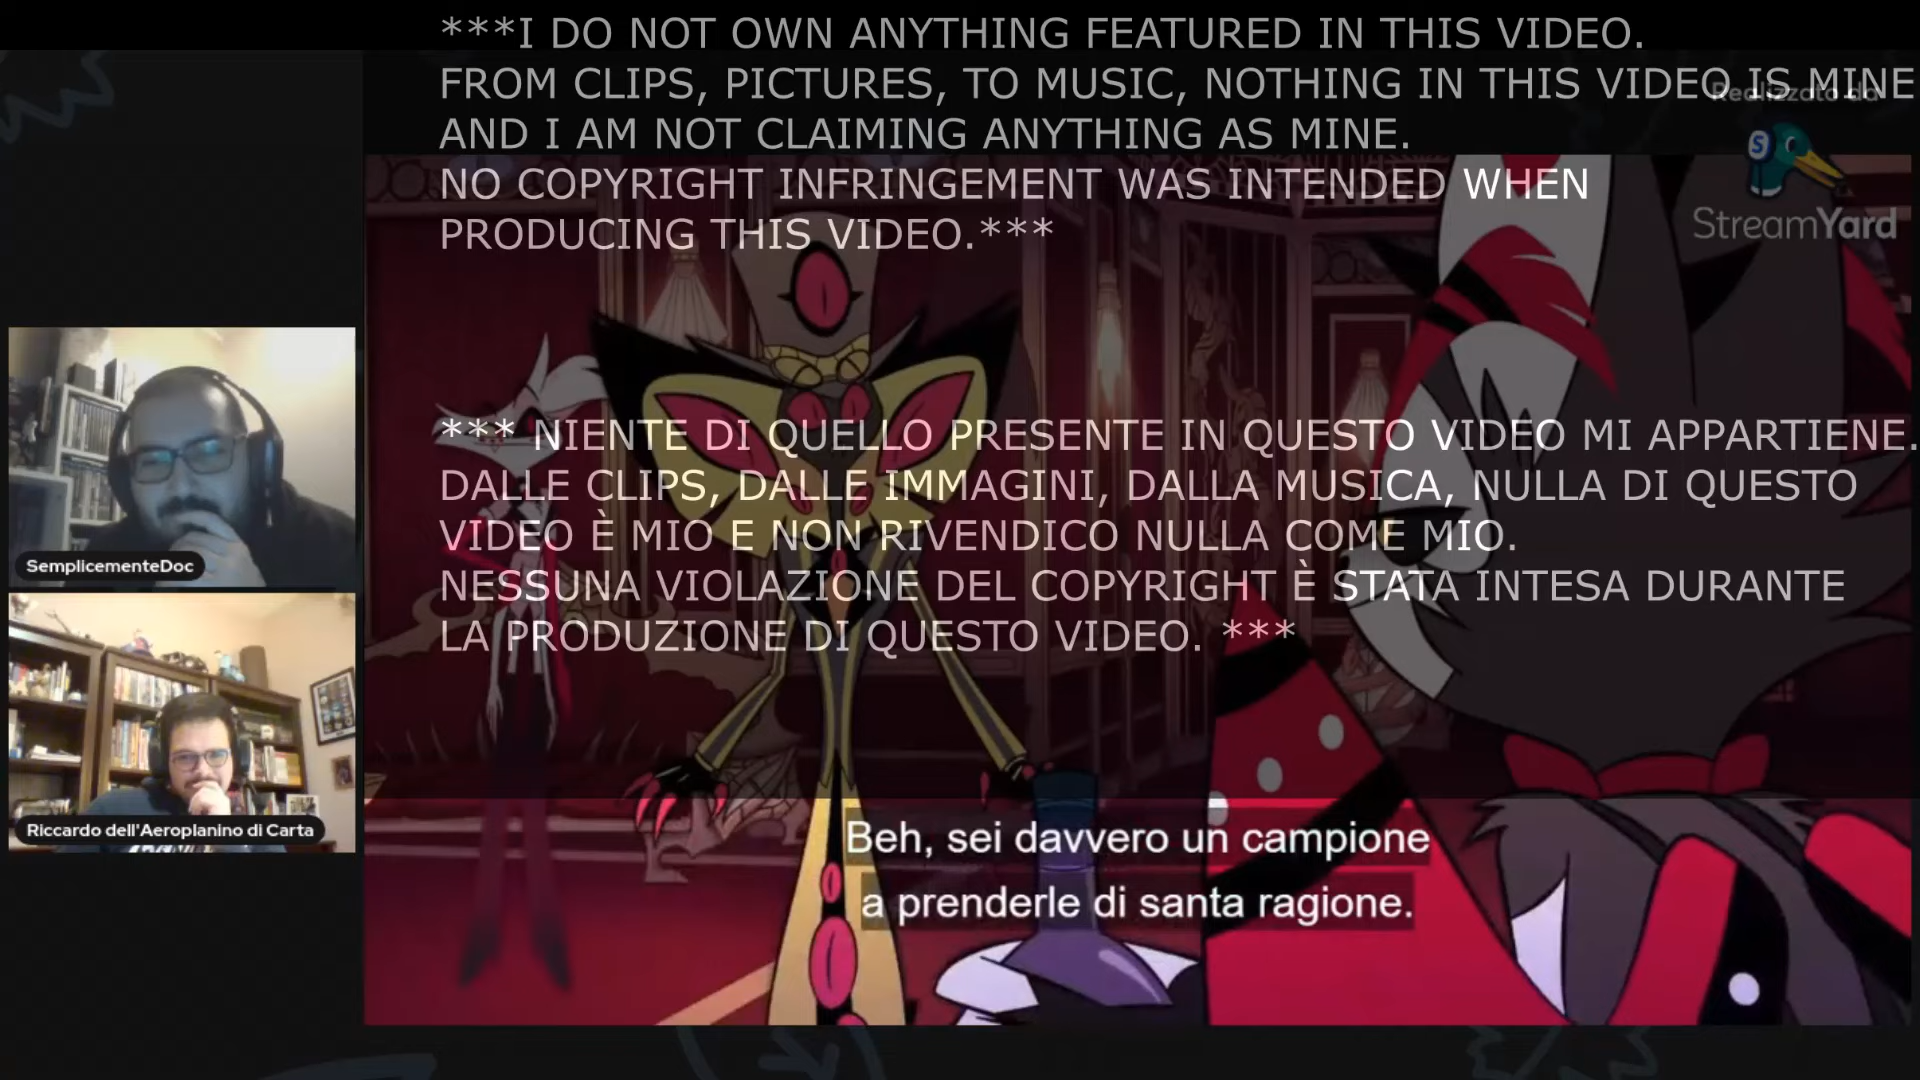 ***I DO NOT OWN ANYTHING FEATURED IN THIS VIDEO.
FROM CLIPS, PICTURES, TO MUSIC, NOTHING IN THIS VIDEO IS MINE
AND I AM NOT CLAIMING ANYTHING AS MINE.
NO COPYRIGHT INFRINGEMENT WAS INTENDED WHEN
PRODUCING THIS VIDEO.***
Realizzato da
S
StreamYard
*** NIENTE DI QUELLO PRESENTE IN QUESTO VIDEO MI APPARTIENE.
DALLE CLIPS, DALLE IMMAGINI, DALLA MUSICA, NULLA DI QUESTO
VIDEO È MIO E NON RIVENDICO NULLA COME MIO.
NESSUNA VIOLAZIONE DEL COPYRIGHT È STATA INTESA DURANTE
LA PRODUZIONE DI QUESTO VIDEO. ***
SemplicementeDoc
Riccardo dell'Aeroplanino di Carta
Beh, sei davvero un campione
a prenderle di santa ragione.